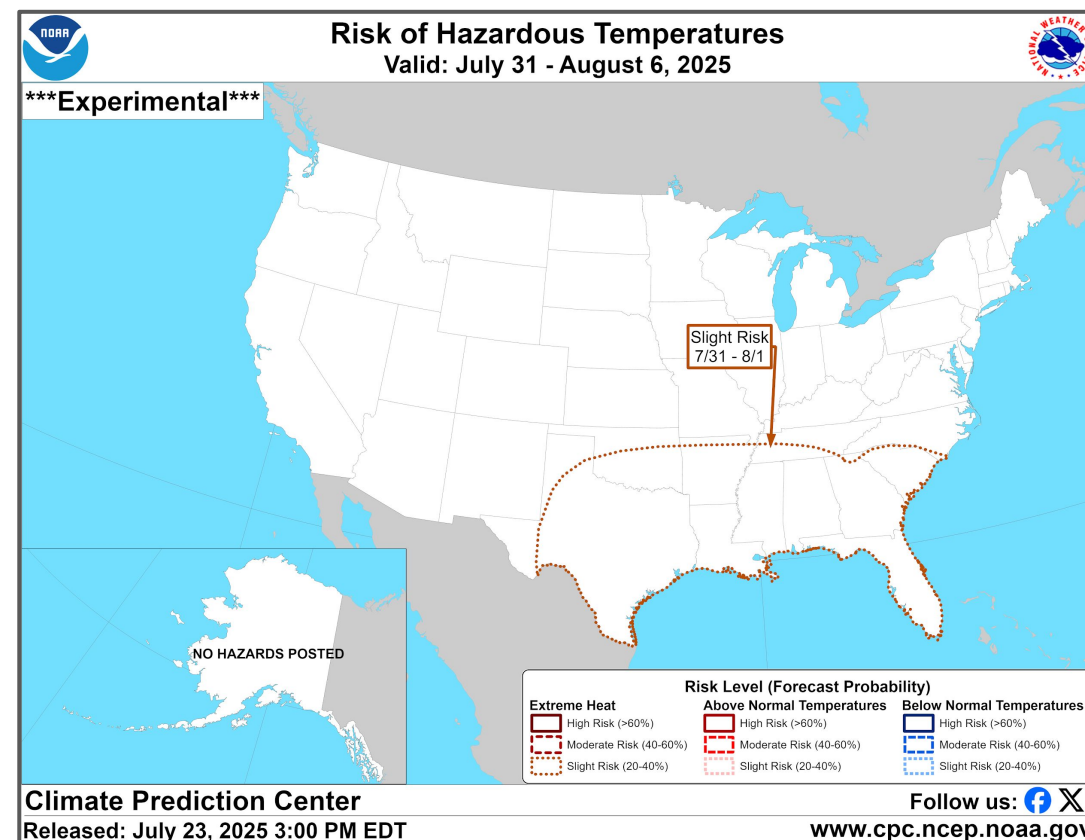 NOAA
Risk of Hazardous Temperatures
Valid: July 31 - August 6, 2025
NATIONAL WEATHER
***Experimental***
Slight Risk
7/31 - 8/1
NO HAZARDS POSTED
Risk Level (Forecast Probability)
Extreme Heat
High Risk (>60%)
Moderate Risk (40-60%)
Slight Risk (20-40%)
Above Normal Temperatures
High Risk (>60%)
Moderate Risk (40-60%)
Slight Risk (20-40%)
Below Normal Temperatures
High Risk (>60%)
Moderate Risk (40-60%)
Slight Risk (20-40%)
Climate Prediction Center
Follow us:
Released: July 23, 2025 3:00 PM EDT
www.cpc.ncep.noaa.gov